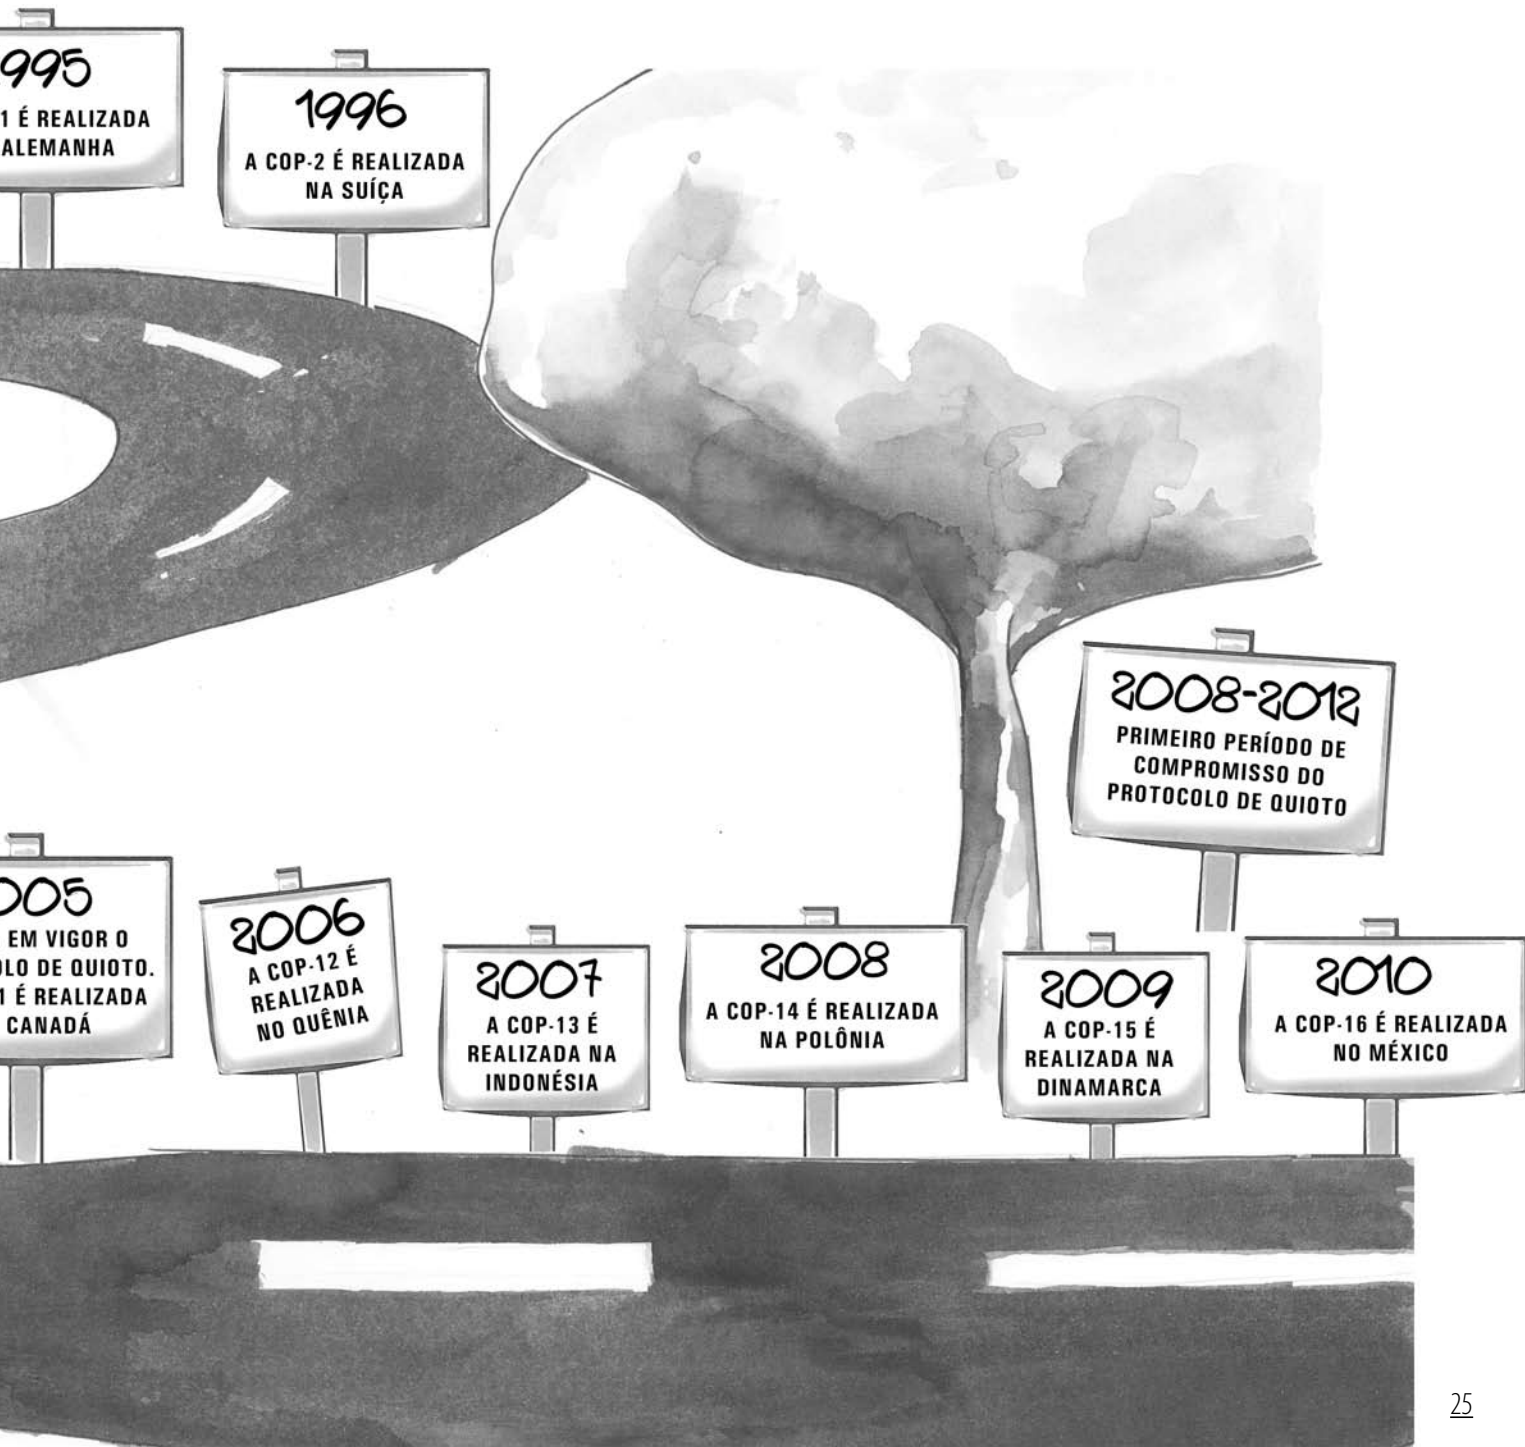 995
1 É REALIZADA
ALEMANHA
1996
A COP-2 É REALIZADA
NA SUÍÇA
2008-2012
PRIMEIRO PERÍODO DE
COMPROMISSO DO
PROTOCOLO DE QUIOTO
005
EM VIGOR O
OLO DE QUIOTO.
1 É REALIZADA
CANADÁ
2006
A COP-12 É
REALIZADA
NO QUÊNIA
2007
A COP-13 É
REALIZADA NA
INDONÉSIA
2008
A COP-14 É REALIZADA
NA POLÔNIA
2009
A COP-15 É
REALIZADA NA
DINAMARCA
2010
A COP-16 É REALIZADA
NO MÉXICO
25